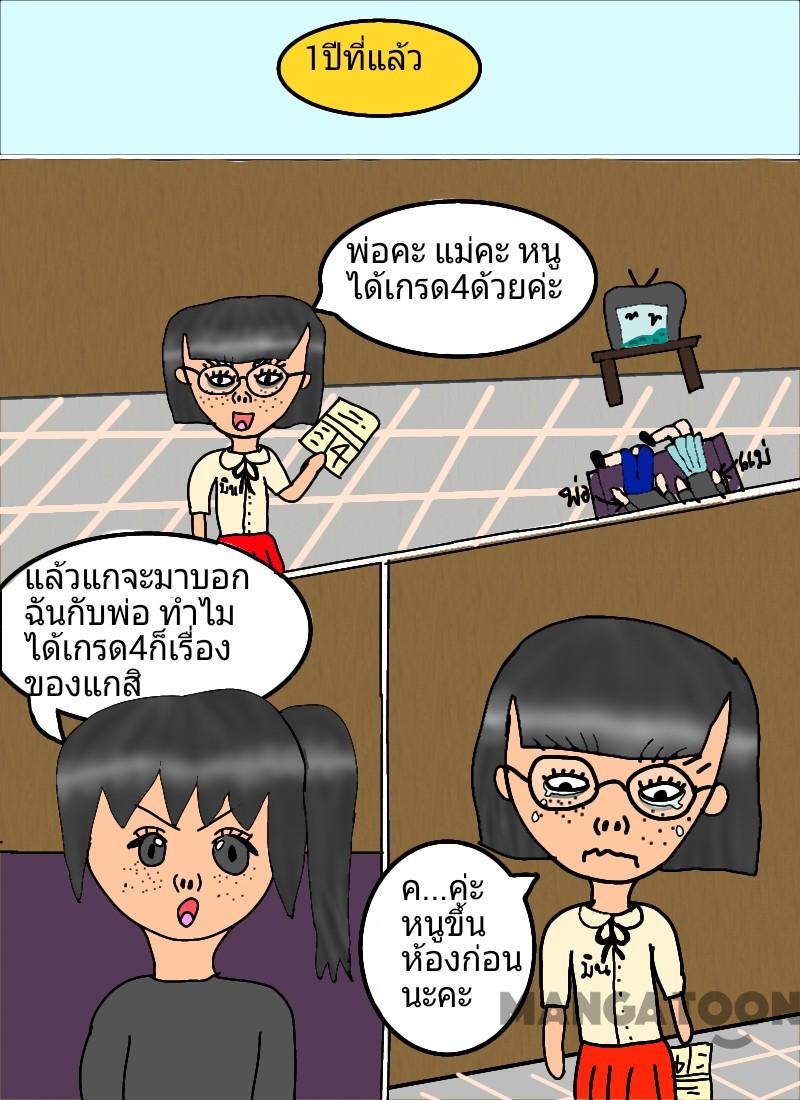 1ปีที่แล้ว
พ่อคะ แม่คะ หนู
ได้เกรด4ด้วยค่ะ
4
มิน
พ่อ
แม่
แล้วแกจะมาบอก
ฉันกับพ่อ ทำไม
ได้เกรด4ก็เรื่อง
ของแกสิ
ค...ค่ะ
หนูขึ้น
ห้องก่อน
นะคะ
มิน
MANGATOON